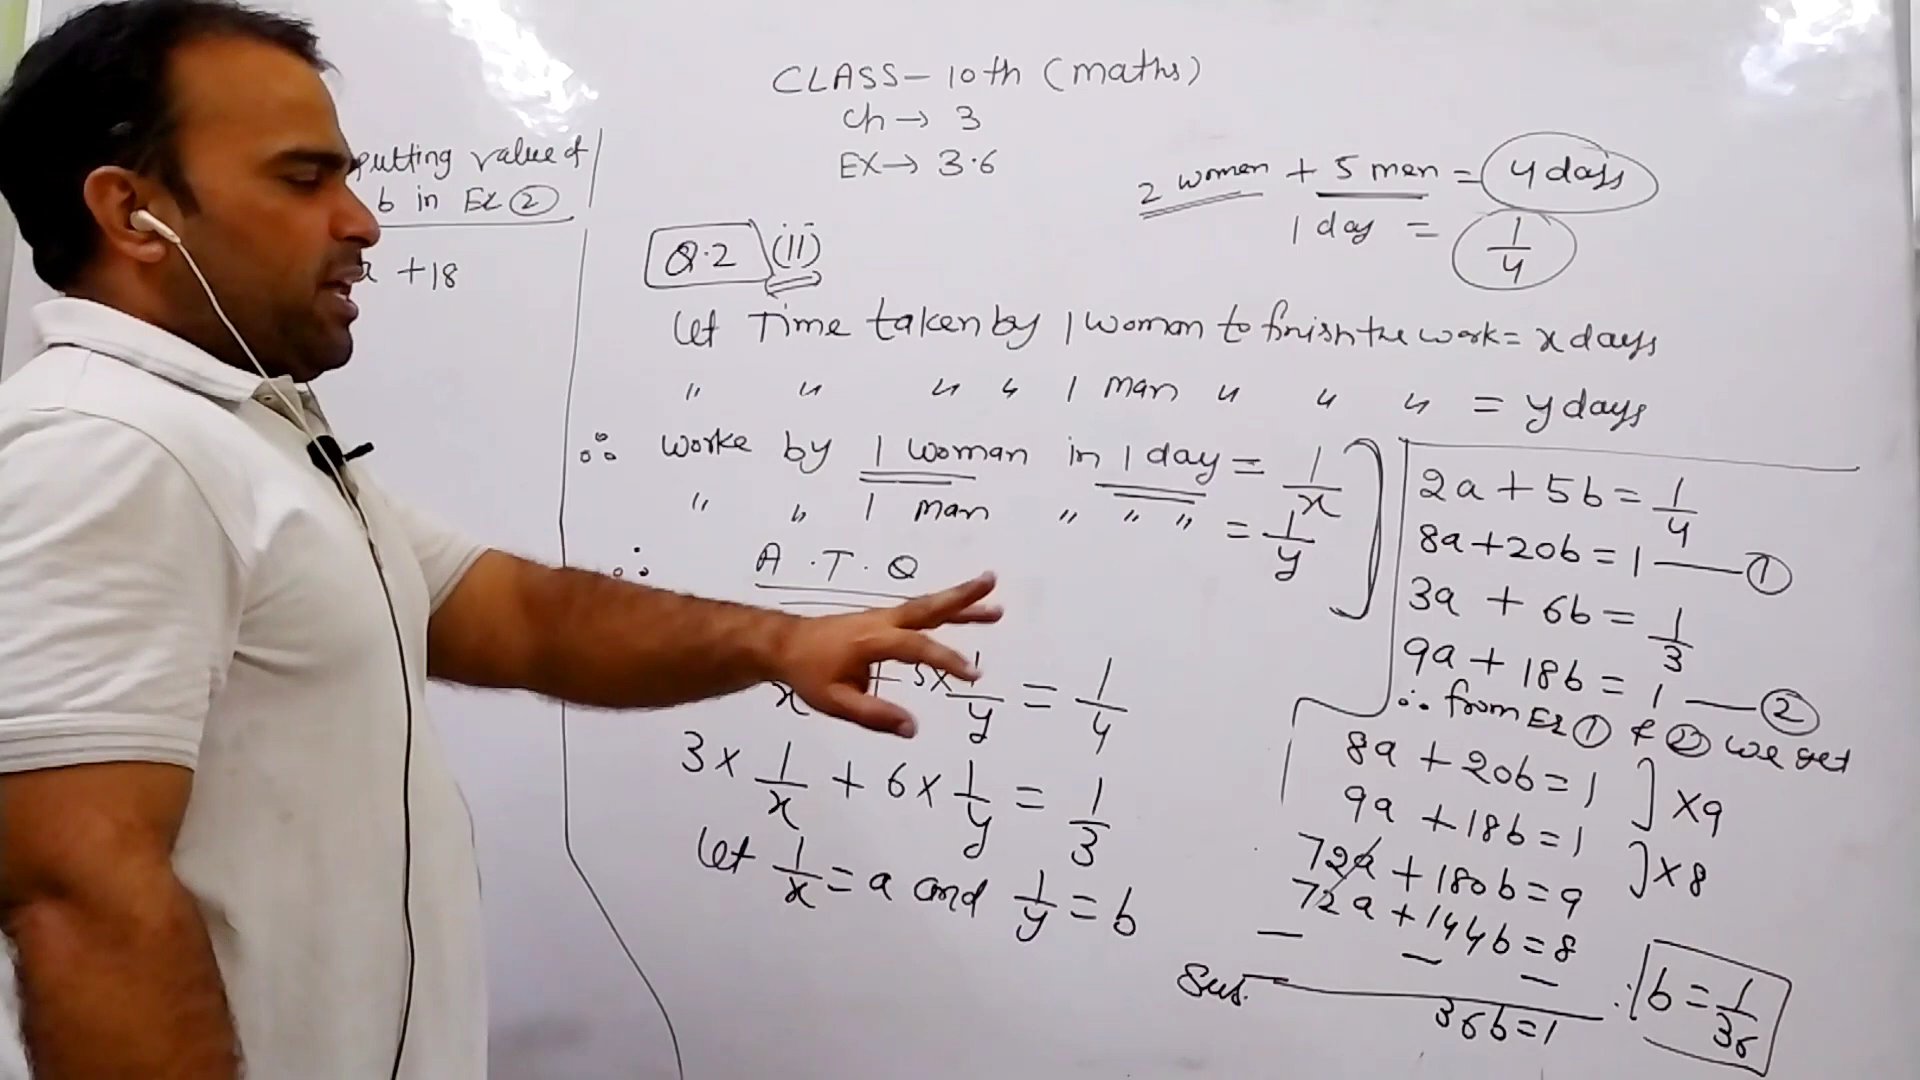 CLASS - 10th (maths)
Ch → 3
EX → 3.6
putting value of
b in Ex ②
a + 18
2 women + 5 men = 4 days
1 day = 1/4
Q.2 (ii)
Let Time taken by 1 woman to finish the work = x days
" " " " 1 man " " " = y days
∴ worke by 1 woman in 1 day = 1/x
" " 1 man " " " = 1/y
∴ A.T.Q
x + 5 × 1/y = 1/4
3 × 1/x + 6 × 1/y = 1/3
Let 1/x = a and 1/y = b
2a + 5b = 1/4
8a + 20b = 1 — ①
3a + 6b = 1/3
9a + 18b = 1 — ②
∴ from Ex ① & ② we get
8a + 20b = 1 ] × 9
9a + 18b = 1 ] × 8
72a + 180b = 9
72a + 144b = 8
— — —
Sut.
36b = 1
∴ b = 1/36